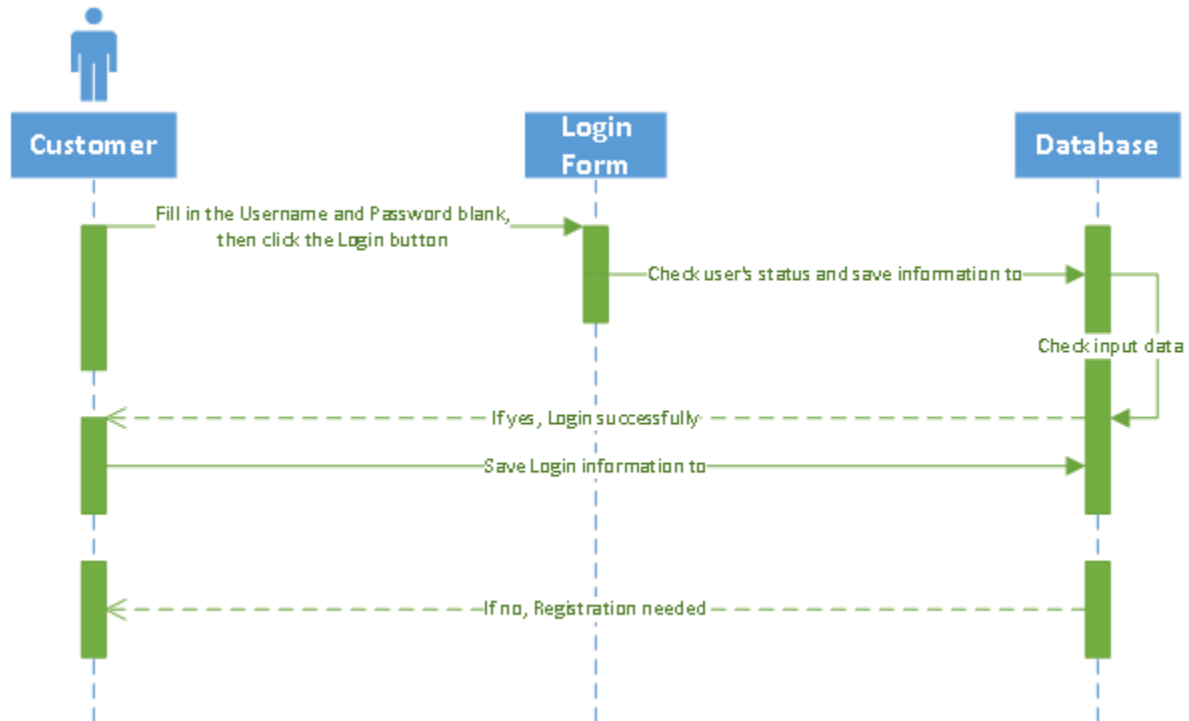 Customer
Login
Form
Database
Fill in the Username and Password blank,
then click the Login button
Check user's status and save information to
Check input data
If yes, Login successfully
Save Login information to
If no, Registration needed